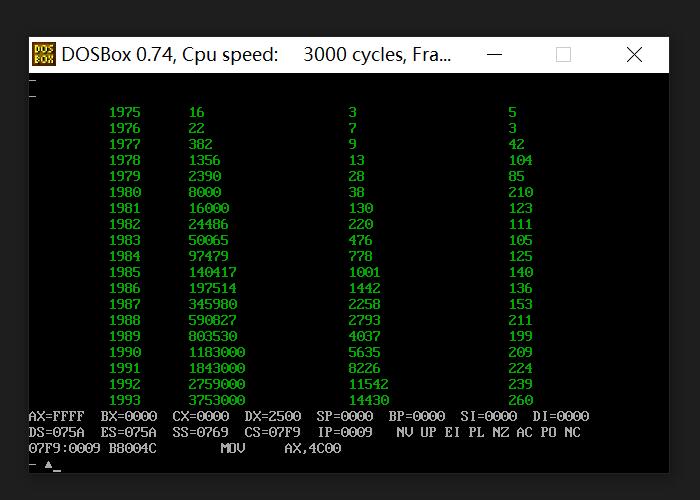 DOSBox 0.74, Cpu speed: 3000 cycles, Fra...
1975 16 3 5
1976 22 7 3
1977 382 9 42
1978 1356 13 104
1979 2390 28 85
1980 8000 38 210
1981 16000 130 123
1982 24486 220 111
1983 50065 476 105
1984 97479 778 125
1985 140417 1001 140
1986 197514 1442 136
1987 345980 2258 153
1988 590827 2793 211
1989 803530 4037 199
1990 1183000 5635 209
1991 1843000 8226 224
1992 2759000 11542 239
1993 3753000 14430 260
AX=FFFF BX=0000 CX=0000 DX=2500 SP=0000 BP=0000 SI=0000 DI=0000
DS=075A ES=075A SS=0769 CS=07F9 IP=0009 NV UP EI PL NZ AC PO NC
07F9:0009 B8004C MOV AX,4C00